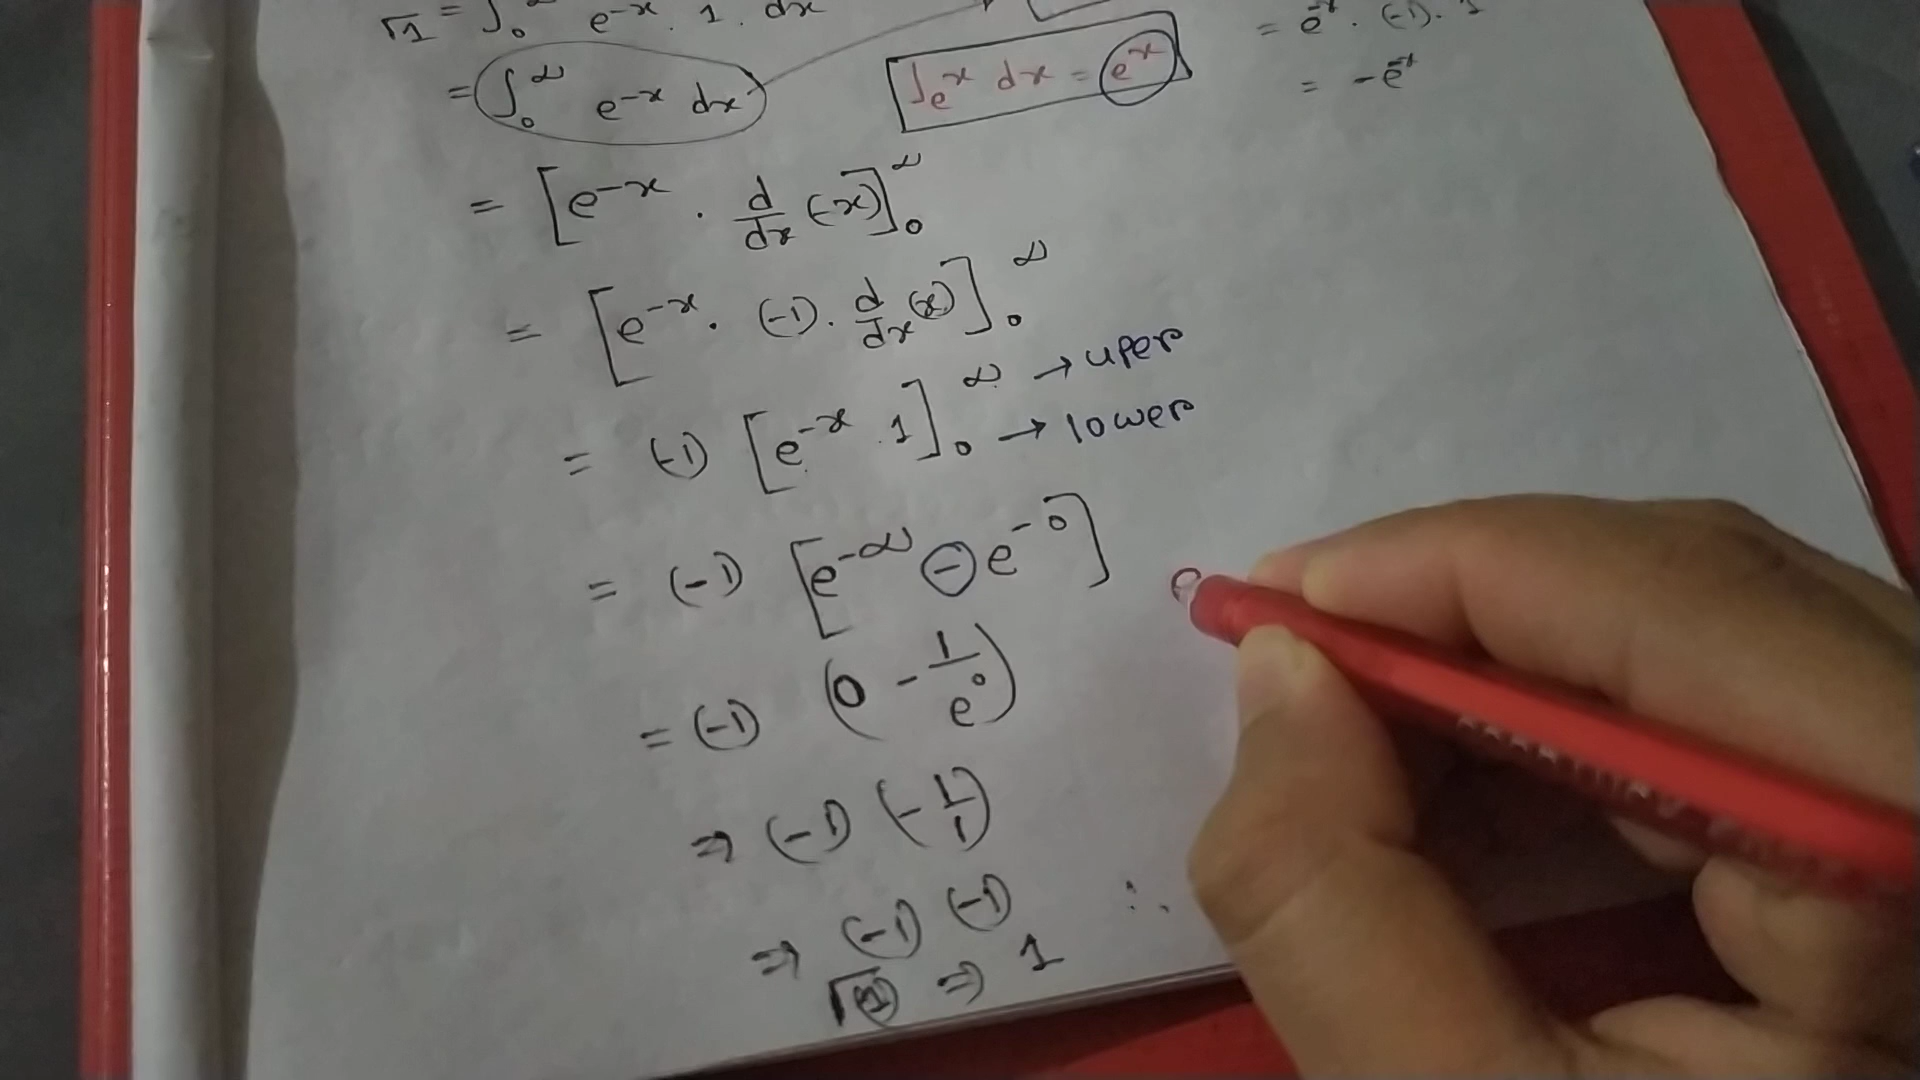 Γ1 = ∫₀^∞ e^-x . 1 . dx
= e^-x . (-1) . 1
= ∫₀^∞ e^-x dx
∫e^x dx = e^x
= -e^-x
= [e^-x . d/dx (-x)]₀^∞
= [e^-x . (-1) . d/dx (x)]₀^∞
= (-1) [e^-x . 1]₀^∞ → uper
→ lower
= (-1) [e^-∞ - e^-0]
e
= (-1) (0 - 1/e^0)
⇒ (-1) (- 1/1)
⇒ (-1) (-1) ∴
Γ(1) ⇒ 1